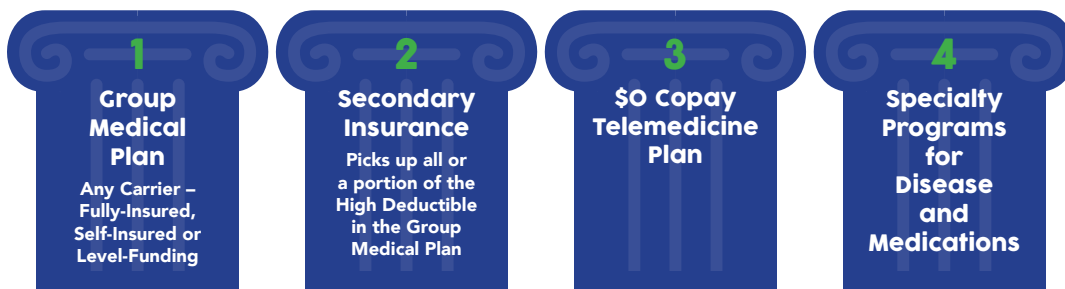 1
Group
Medical
Plan
Any Carrier –
Fully-Insured,
Self-Insured or
Level-Funding
2
Secondary
Insurance
Picks up all or
a portion of the
High Deductible
in the Group
Medical Plan
3
$0 Copay
Telemedicine
Plan
4
Specialty
Programs
for
Disease
and
Medications